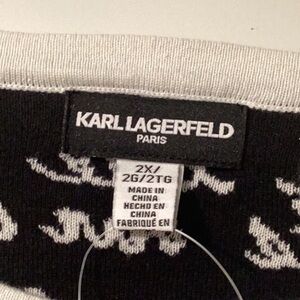 KARL LAGERFELD
PARIS
2X/
2G/2TG
MADE IN
CHINA
HECHO EN
CHINA
FABRIQUÉ EN